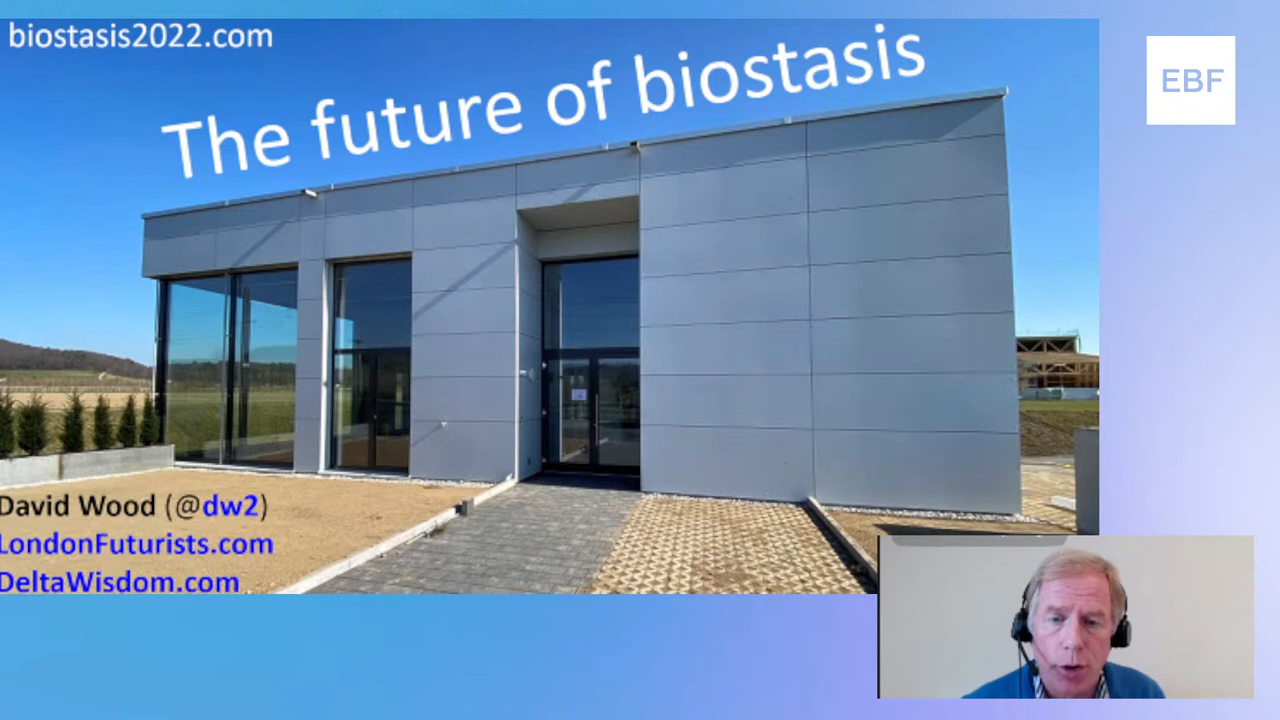 biostasis2022.com
The future of biostasis
EBF
David Wood (@dw2)
LondonFuturists.com
DeltaWisdom.com